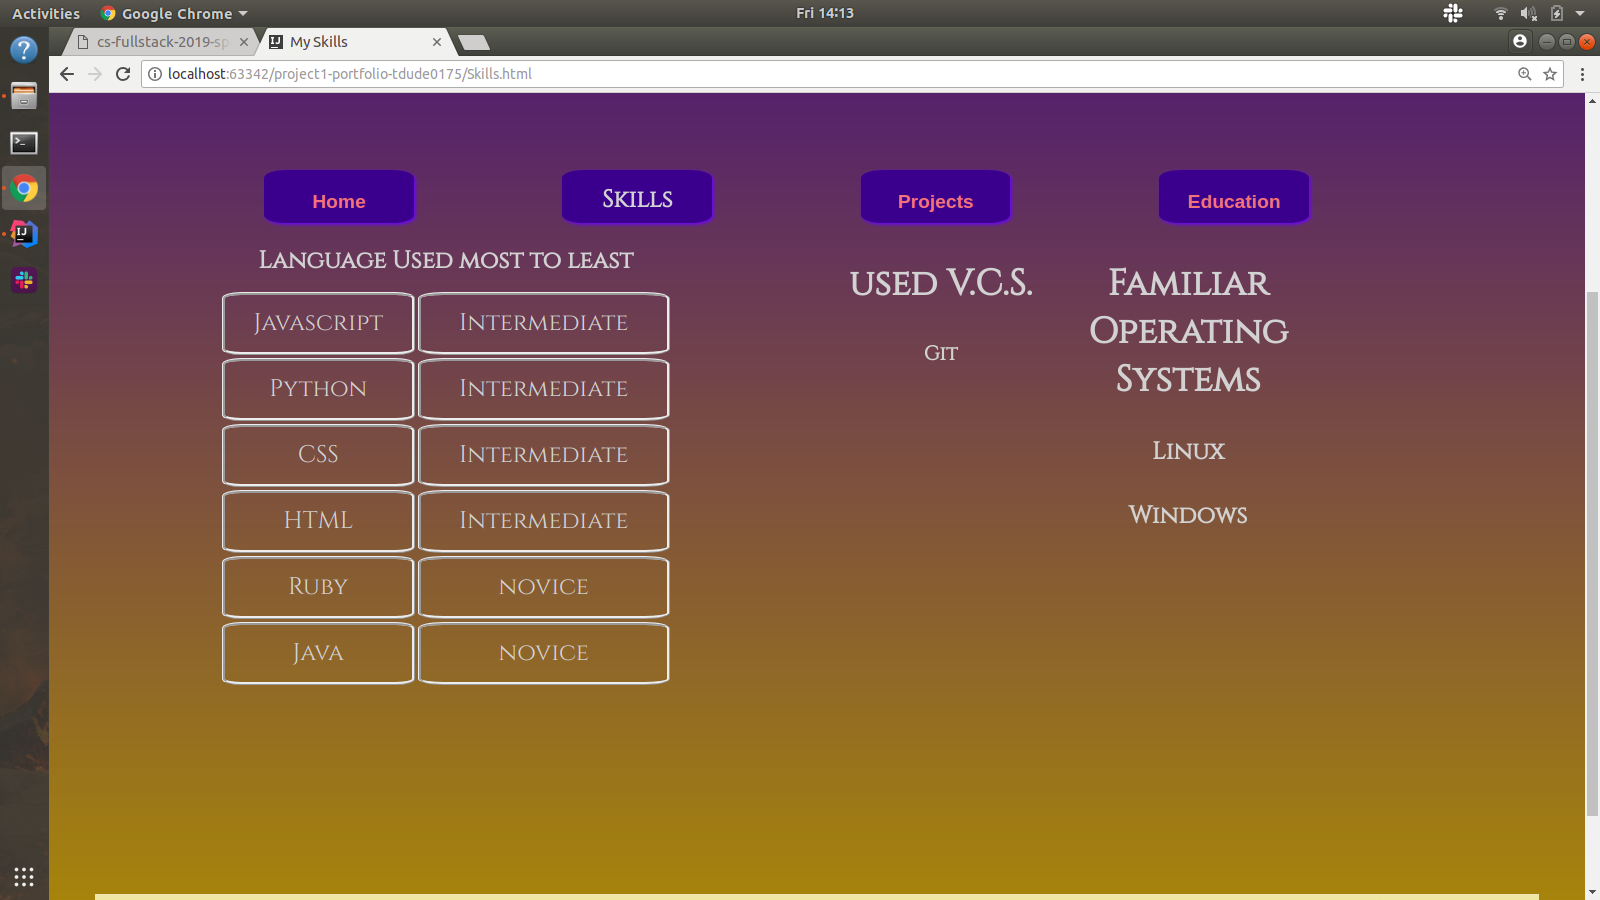 Activities
Google Chrome
Fri 14:13
cs-fullstack-2019-sp
My Skills
localhost:63342/project1-portfolio-tdude0175/Skills.html
Home
Skills
Projects
Education
Language Used most to least
Javascript Intermediate
Python Intermediate
CSS Intermediate
HTML Intermediate
Ruby novice
Java novice
used V.C.S.
Git
Familiar
Operating
Systems
Linux
Windows